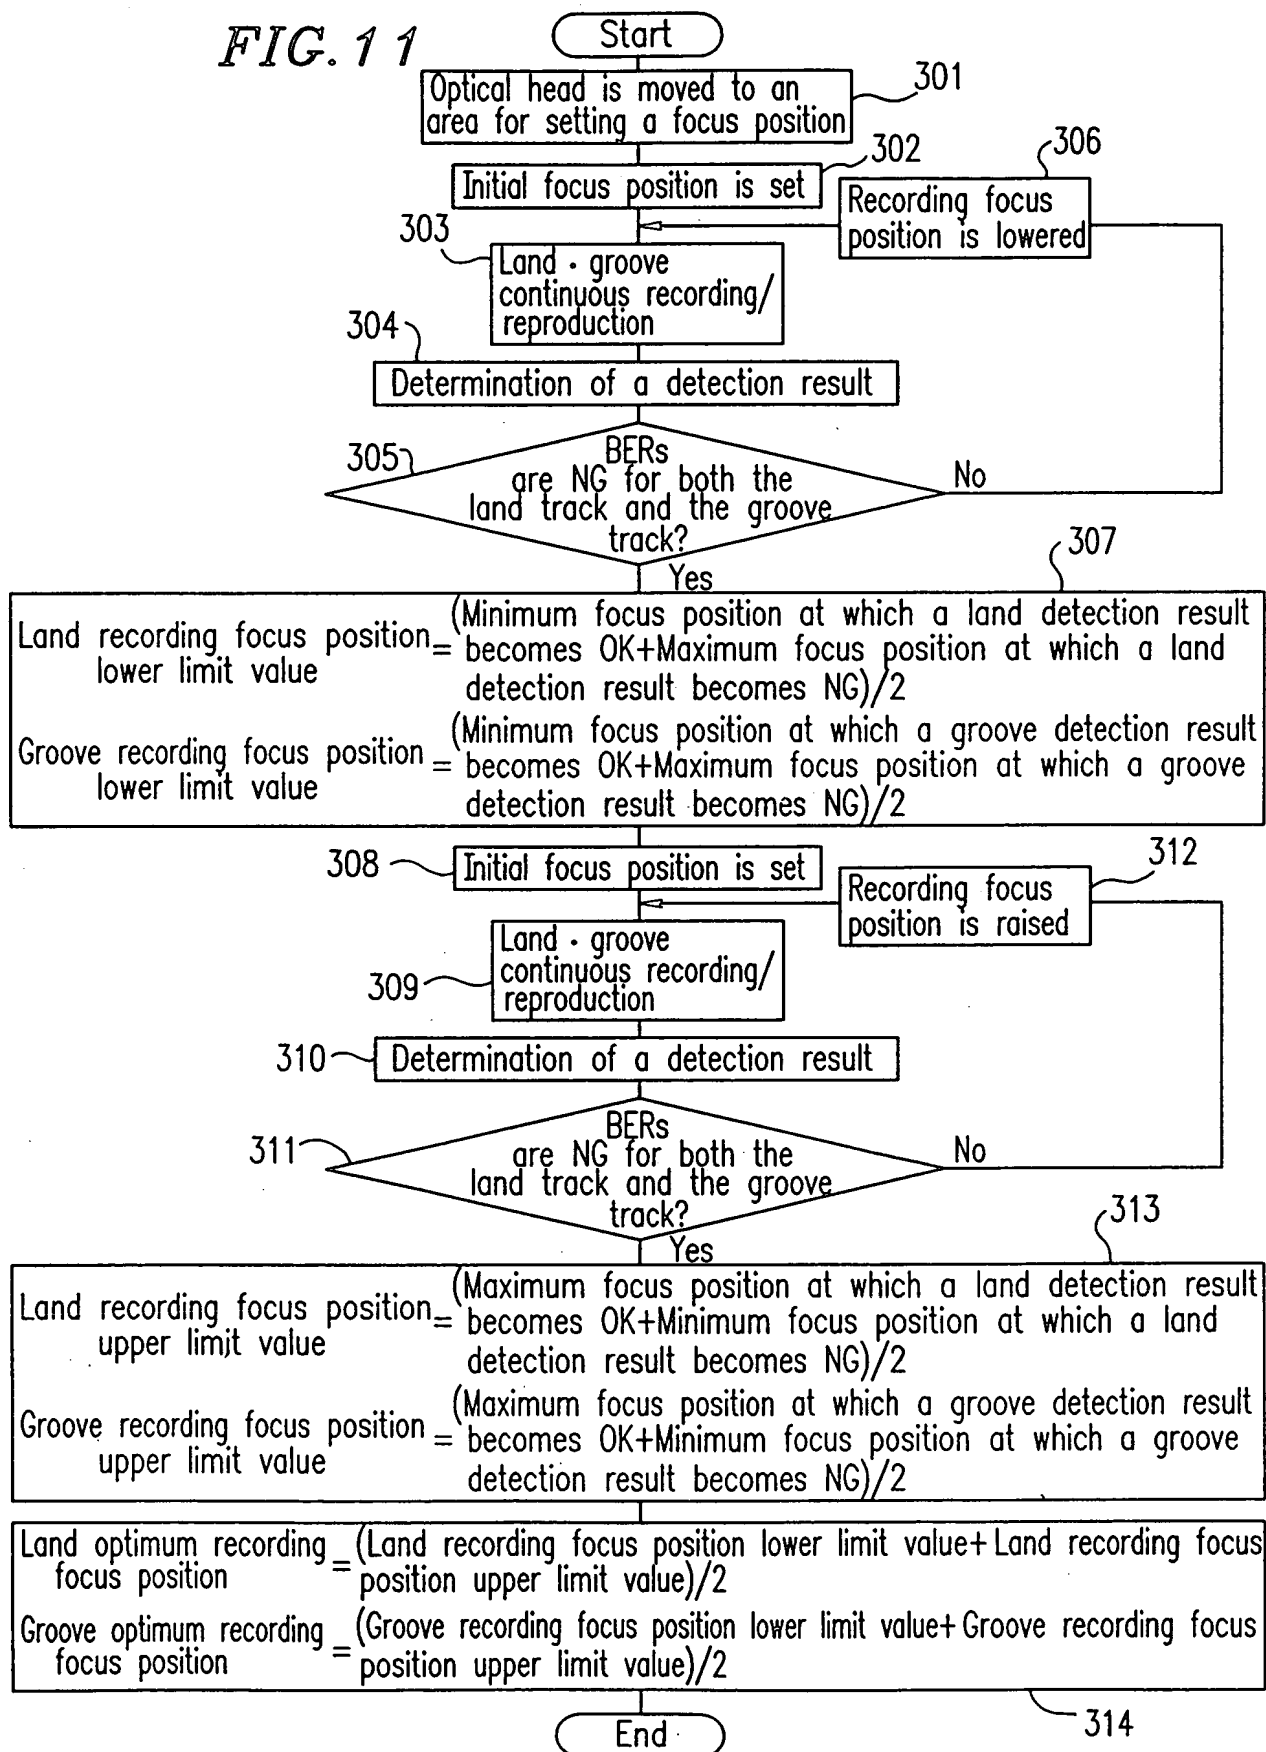 FIG. 11
Start
Optical head is moved to an
area for setting a focus position
301
302
Initial focus position is set
306
Recording focus
position is lowered
303
Land · groove
continuous recording/
reproduction
304
Determination of a detection result
305
BERs
are NG for both the
land track and the groove
track?
No
Yes
307
Land recording focus position
lower limit value
=
(Minimum focus position at which a land detection result
becomes OK+Maximum focus position at which a land
detection result becomes NG)/2
Groove recording focus position
lower limit value
=
(Minimum focus position at which a groove detection result
becomes OK+Maximum focus position at which a groove
detection result becomes NG)/2
308
Initial focus position is set
312
Recording focus
position is raised
Land · groove
continuous recording/
reproduction
309
310
Determination of a detection result
311
BERs
are NG for both the
land track and the groove
track?
No
Yes
313
Land recording focus position
upper limit value
=
(Maximum focus position at which a land detection result
becomes OK+Minimum focus position at which a land
detection result becomes NG)/2
Groove recording focus position
upper limit value
=
(Maximum focus position at which a groove detection result
becomes OK+Minimum focus position at which a groove
detection result becomes NG)/2
Land optimum recording
focus position
=
(Land recording focus position lower limit value+Land recording focus
position upper limit value)/2
Groove optimum recording
focus position
=
(Groove recording focus position lower limit value+Groove recording focus
position upper limit value)/2
314
End